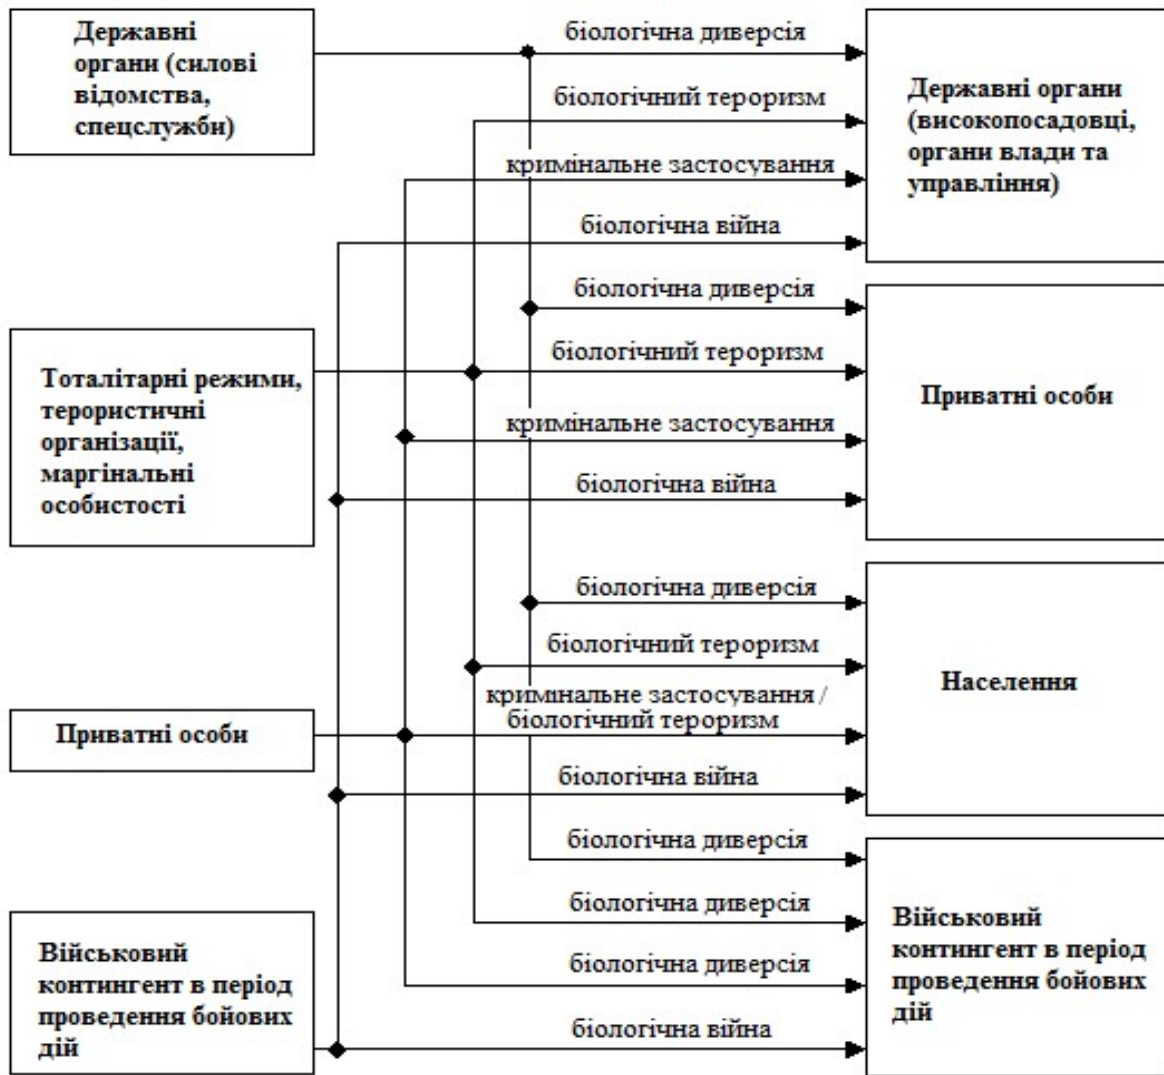 Державні
органи (силові
відомства,
спецслужби)
біологічна диверсія
біологічний тероризм
кримінальне застосування
біологічна війна
Державні органи
(високопосадовці,
органи влади та
управління)
Тоталітарні режими,
терористичні
організації,
маргінальні
особистості
біологічна диверсія
біологічний тероризм
кримінальне застосування
біологічна війна
Приватні особи
Приватні особи
біологічна диверсія
біологічний тероризм
кримінальне застосування /
біологічний тероризм
біологічна війна
Населення
Військовий
контингент в період
проведення бойових
дій
біологічна диверсія
біологічна диверсія
біологічна диверсія
біологічна війна
Військовий
контингент в період
проведення бойових
дій